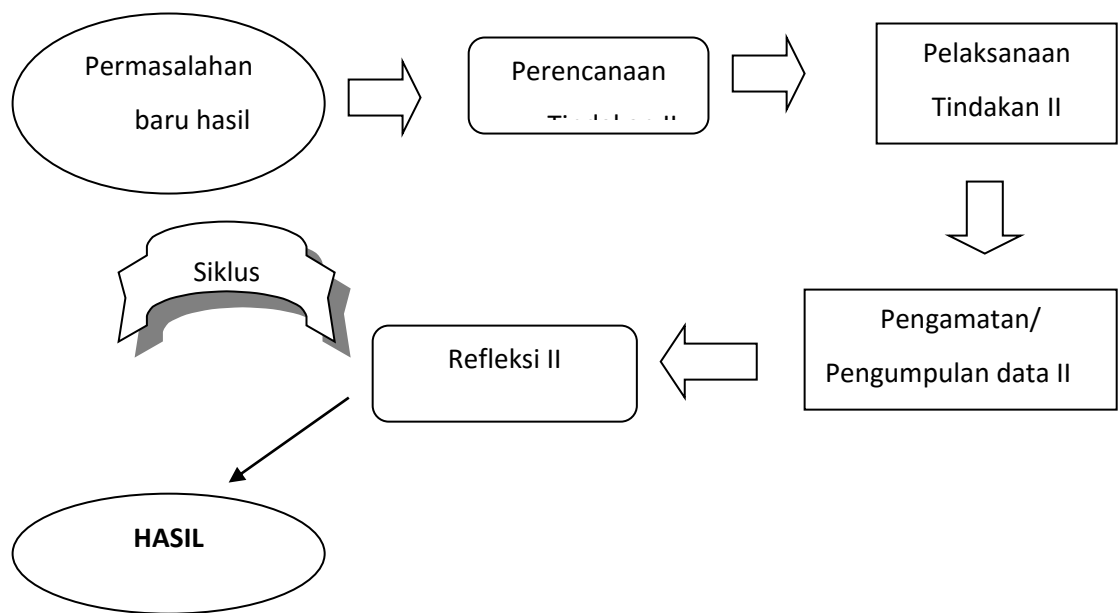 Permasalahan
baru hasil
Perencanaan
Pelaksanaan
Tindakan II
Siklus
Pengamatan/
Pengumpulan data II
Refleksi II
HASIL